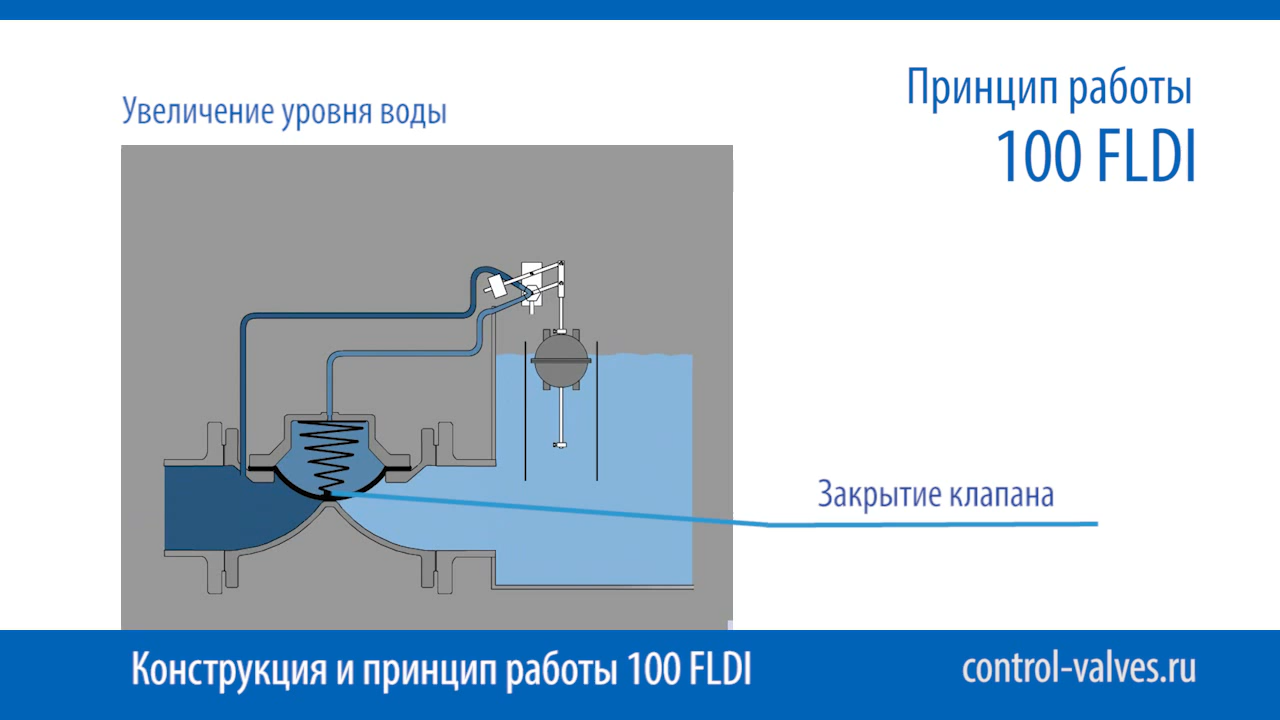 Принцип работы
100 FLDI
Увеличение уровня воды
Закрытие клапана
Конструкция и принцип работы 100 FLDI
control-valves.ru